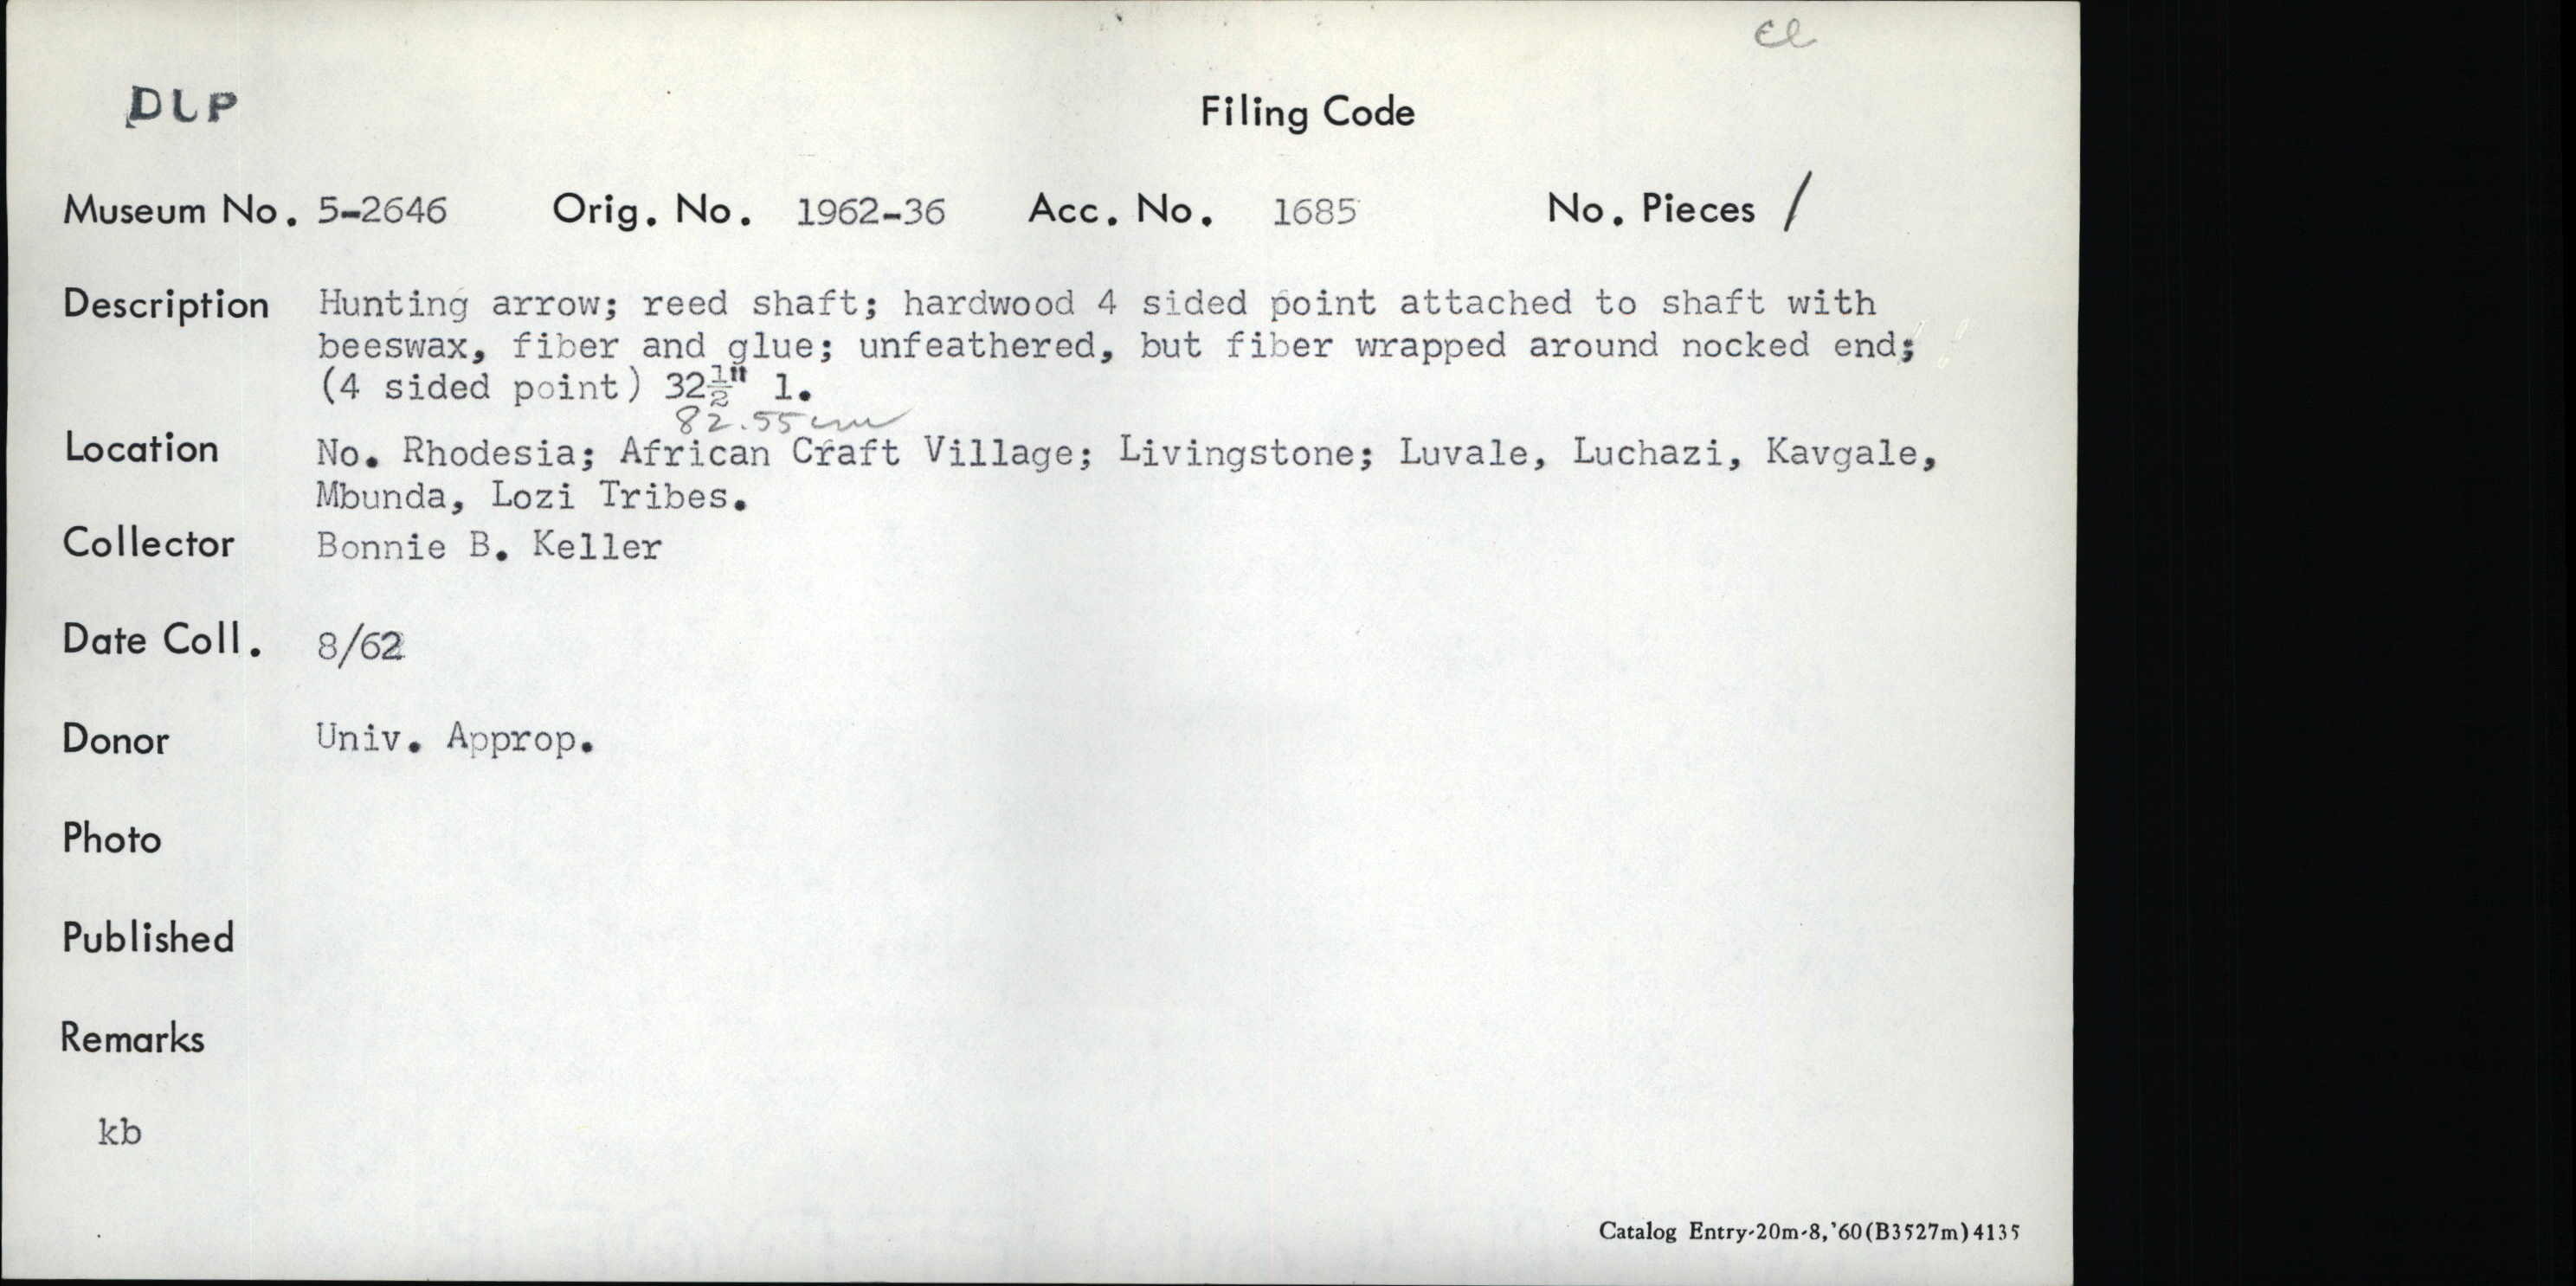 cl
DLP
Filing Code
Museum No. 5-2646 Orig. No. 1962-36 Acc. No. 1685 No. Pieces /
Description Hunting arrow; reed shaft; hardwood 4 sided point attached to shaft with
beeswax, fiber and glue; unfeathered, but fiber wrapped around nocked end;
(4 sided point) 32½" l.
82.55 cm
Location No. Rhodesia; African Craft Village; Livingstone; Luvale, Luchazi, Kavgale,
Mbunda, Lozi Tribes.
Collector Bonnie B. Keller
Date Coll. 8/62
Donor Univ. Approp.
Photo
Published
Remarks
kb
Catalog Entry-20m-8,'60(B3527m)4135